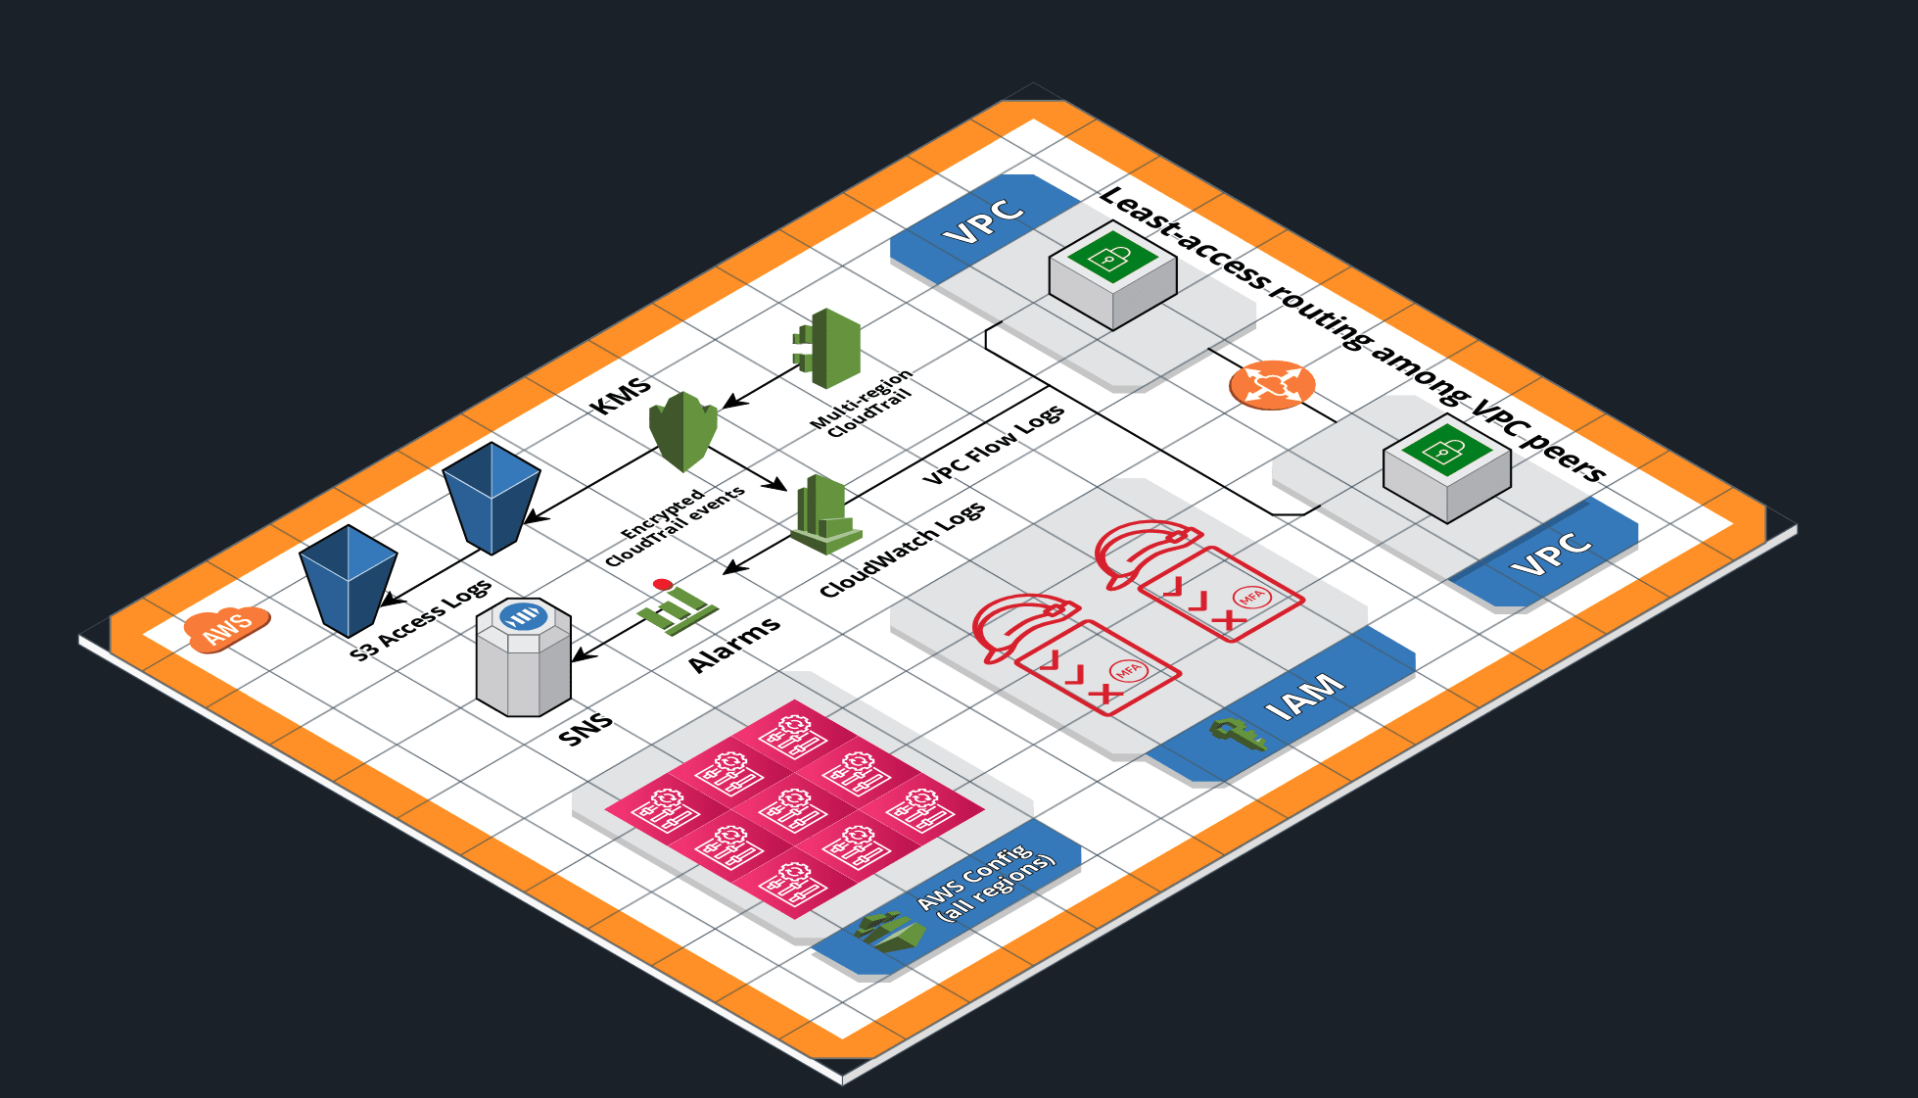 VPC
Least-access routing among VPC peers
Multi-region
CloudTrail
KMS
VPC Flow Logs
Encrypted
CloudTrail events
CloudWatch Logs
VPC
AWS
S3 Access Logs
Alarms
SNS
MFA
MFA
IAM
AWS Config
(all regions)